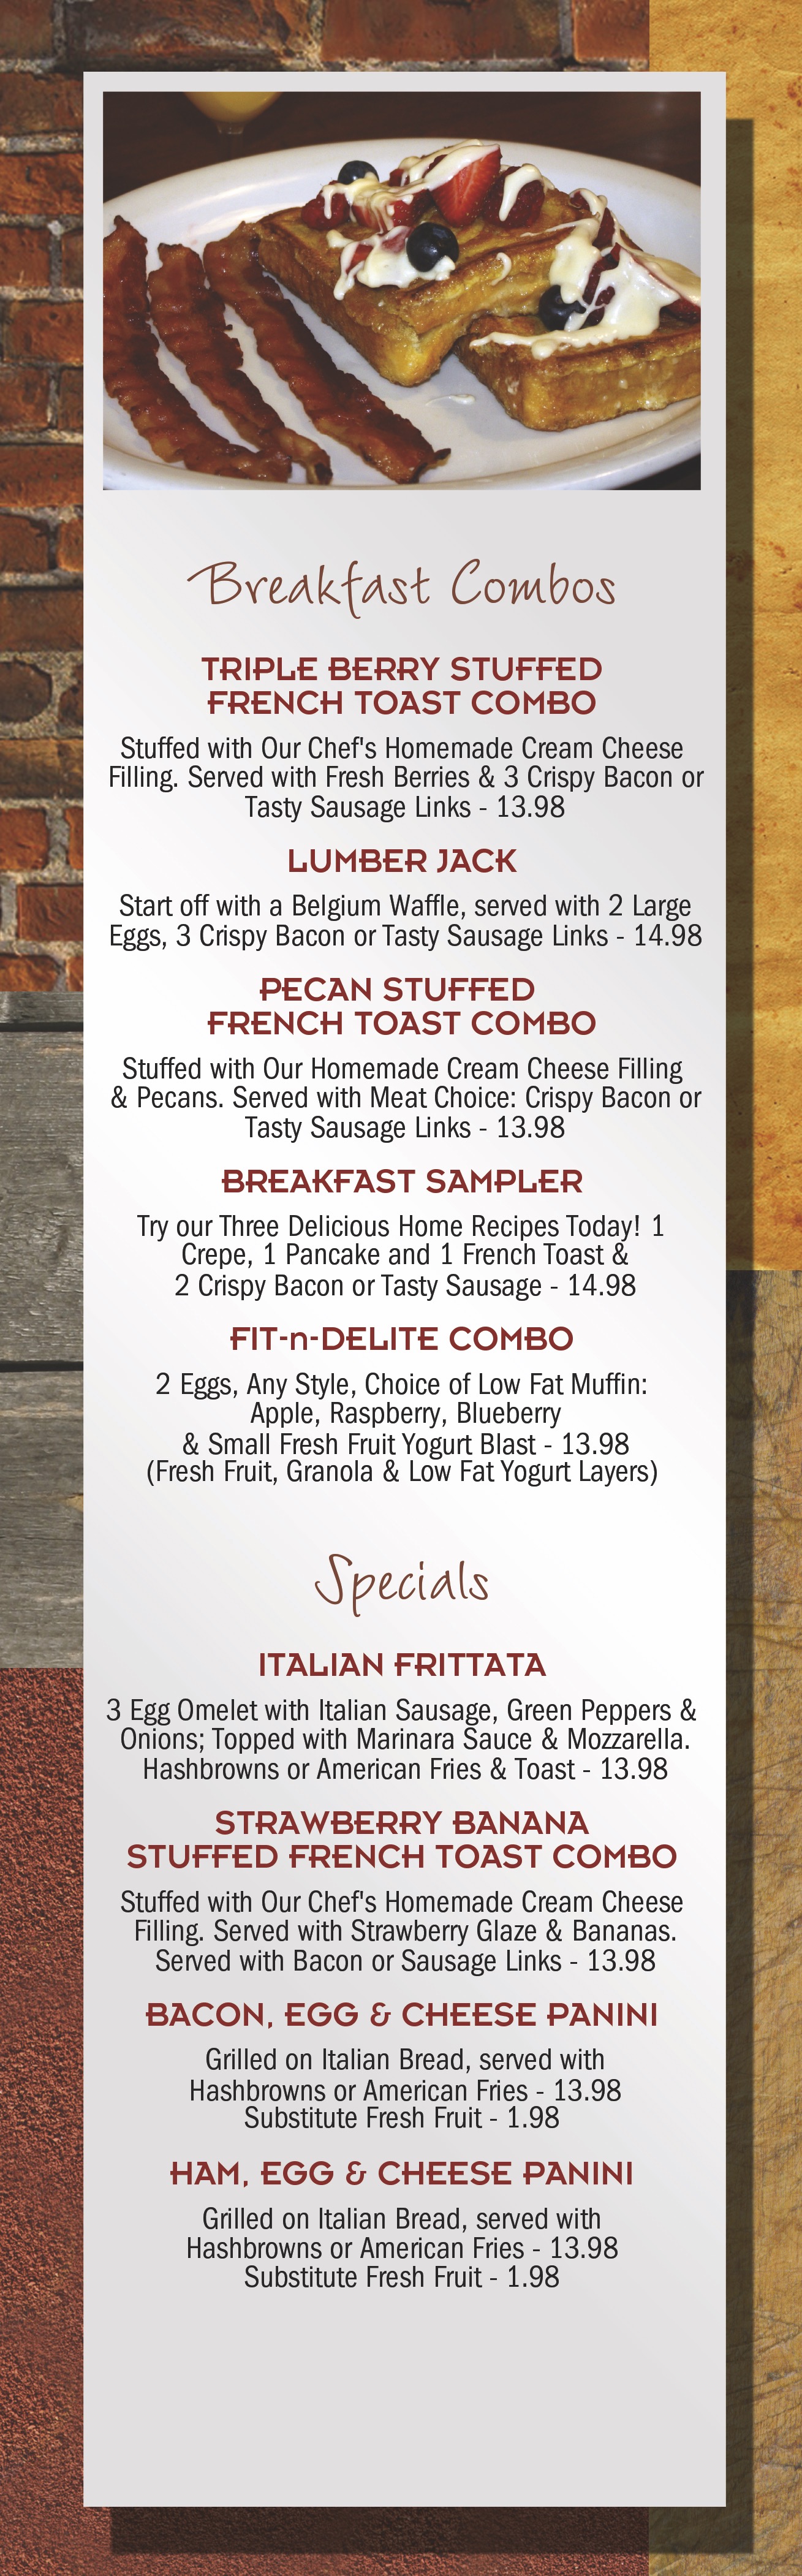 Breakfast Combos
TRIPLE BERRY STUFFED
FRENCH TOAST COMBO
Stuffed with Our Chef's Homemade Cream Cheese
Filling. Served with Fresh Berries & 3 Crispy Bacon or
Tasty Sausage Links - 13.98
LUMBER JACK
Start off with a Belgium Waffle, served with 2 Large
Eggs, 3 Crispy Bacon or Tasty Sausage Links - 14.98
PECAN STUFFED
FRENCH TOAST COMBO
Stuffed with Our Homemade Cream Cheese Filling
& Pecans. Served with Meat Choice: Crispy Bacon or
Tasty Sausage Links - 13.98
BREAKFAST SAMPLER
Try our Three Delicious Home Recipes Today! 1
Crepe, 1 Pancake and 1 French Toast &
2 Crispy Bacon or Tasty Sausage - 14.98
FIT-n-DELITE COMBO
2 Eggs, Any Style, Choice of Low Fat Muffin:
Apple, Raspberry, Blueberry
& Small Fresh Fruit Yogurt Blast - 13.98
(Fresh Fruit, Granola & Low Fat Yogurt Layers)
Specials
ITALIAN FRITTATA
3 Egg Omelet with Italian Sausage, Green Peppers &
Onions; Topped with Marinara Sauce & Mozzarella.
Hashbrowns or American Fries & Toast - 13.98
STRAWBERRY BANANA
STUFFED FRENCH TOAST COMBO
Stuffed with Our Chef's Homemade Cream Cheese
Filling. Served with Strawberry Glaze & Bananas.
Served with Bacon or Sausage Links - 13.98
BACON, EGG & CHEESE PANINI
Grilled on Italian Bread, served with
Hashbrowns or American Fries - 13.98
Substitute Fresh Fruit - 1.98
HAM, EGG & CHEESE PANINI
Grilled on Italian Bread, served with
Hashbrowns or American Fries - 13.98
Substitute Fresh Fruit - 1.98